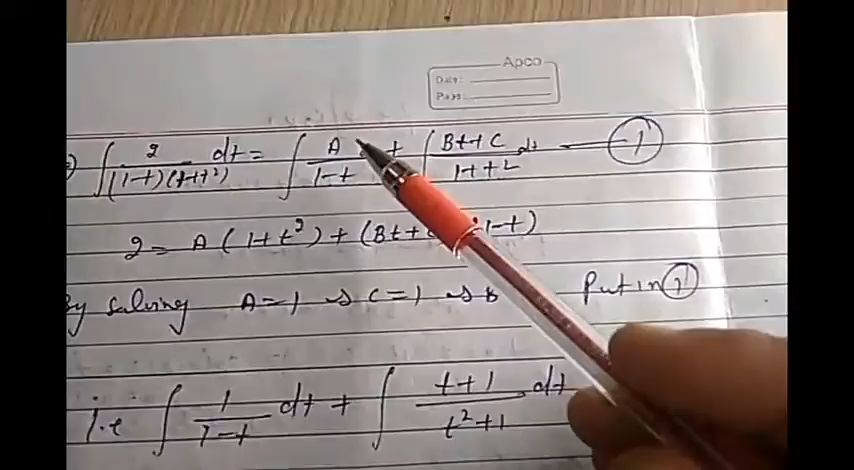 Apco
Date:
Page:
) ∫ 2/((1-t)(1+t²)) dt = ∫ A/(1-t) + ∫ (Bt+C)/(1+t2) dt — (1)
2 = A(1+t²)+(Bt+ 1-t)
By solving A=1 C=1 B Put in (1)
i.e ∫ 1/(1-t) dt + ∫ (t+1)/(t²+1) dt